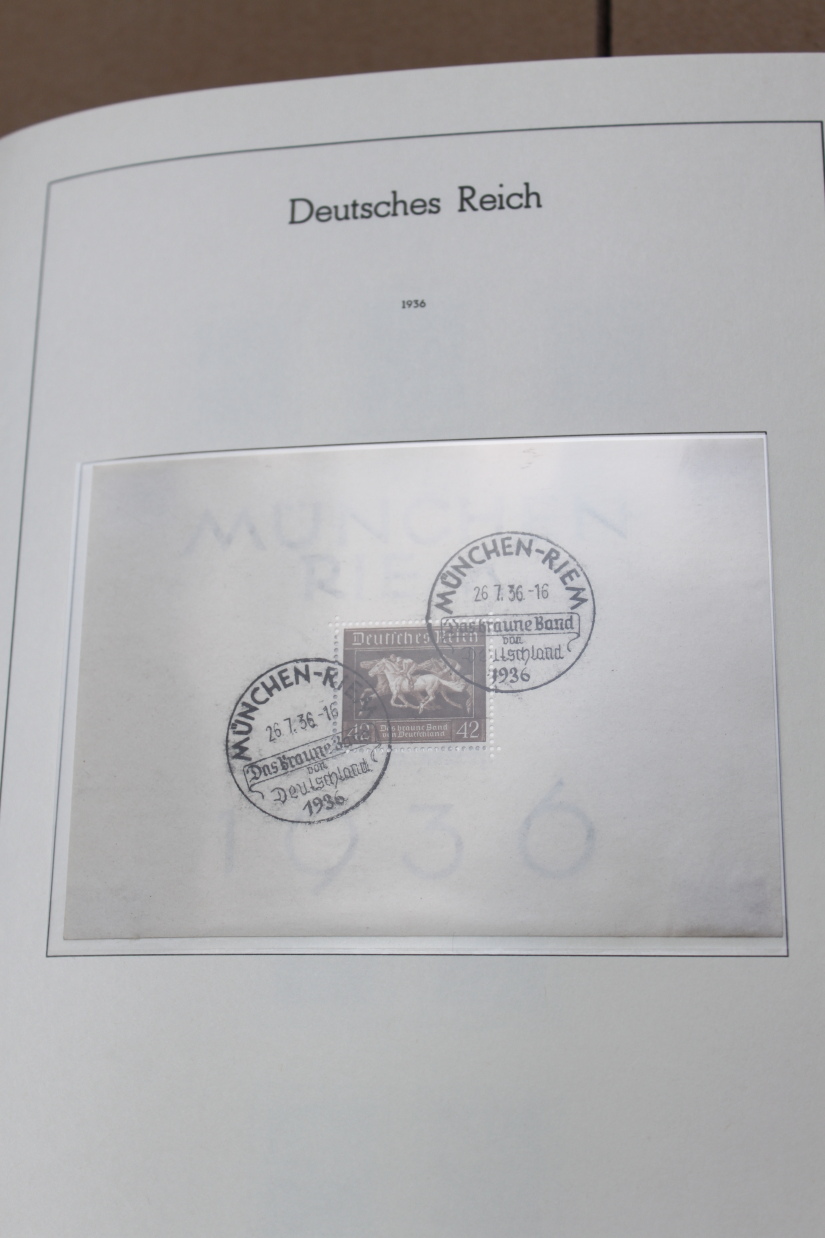 Deutsches Reich
1936
MÜNCHEN
RIEM
MÜNCHEN-RIEM
26.7.36.-16
Das Braune Band
von
Deutschland
1936
Deutsches Reich
42 Das Braune Band 42
von Deutschland
MÜNCHEN-RIEM
26.7.36.-16
Das Braune Band
von
Deutschland
1936
1936